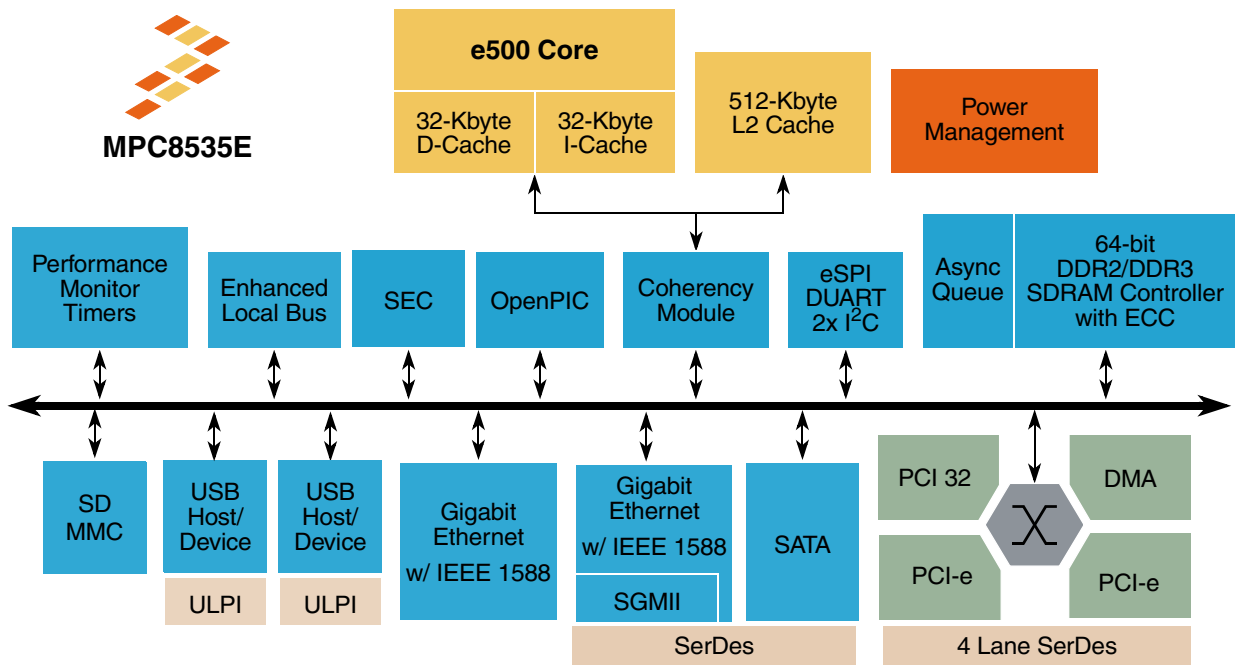 MPC8535E
e500 Core
32-Kbyte
D-Cache
32-Kbyte
I-Cache
512-Kbyte
L2 Cache
Power
Management
Performance
Monitor
Timers
Enhanced
Local Bus
SEC
OpenPIC
Coherency
Module
eSPI
DUART
2x I²C
Async
Queue
64-bit
DDR2/DDR3
SDRAM Controller
with ECC
SD
MMC
USB
Host/
Device
ULPI
USB
Host/
Device
ULPI
Gigabit
Ethernet
w/ IEEE 1588
Gigabit
Ethernet
w/ IEEE 1588
SGMII
SATA
SerDes
PCI 32
DMA
PCI-e
PCI-e
4 Lane SerDes